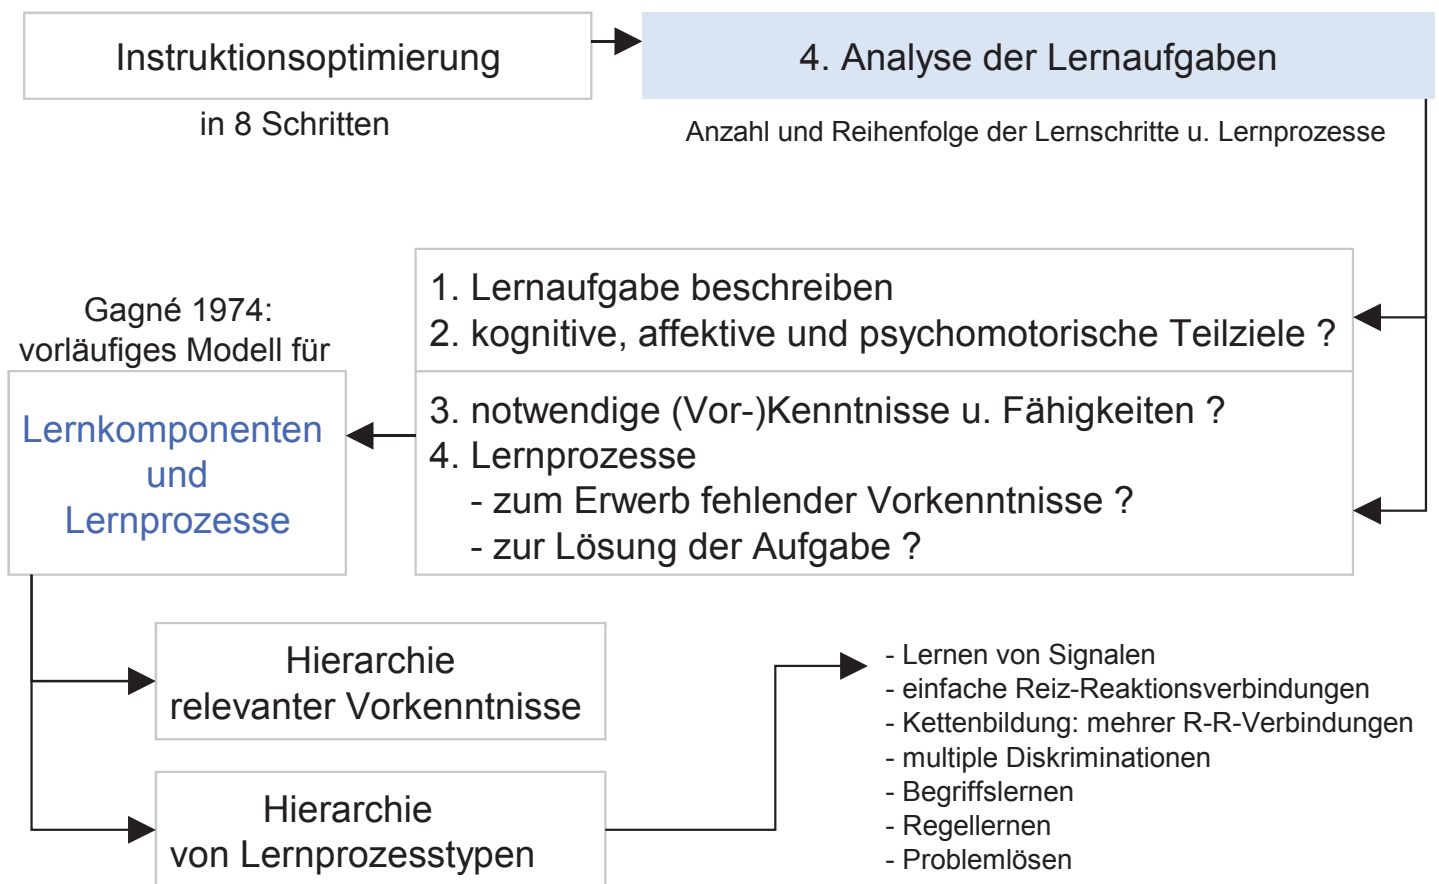 Instruktionsoptimierung
in 8 Schritten
4. Analyse der Lernaufgaben
Anzahl und Reihenfolge der Lernschritte u. Lernprozesse
1. Lernaufgabe beschreiben
2. kognitive, affektive und psychomotorische Teilziele ?
3. notwendige (Vor-)Kenntnisse u. Fähigkeiten ?
4. Lernprozesse
- zum Erwerb fehlender Vorkenntnisse ?
- zur Lösung der Aufgabe ?
Gagné 1974:
vorläufiges Modell für
Lernkomponenten
und
Lernprozesse
Hierarchie
relevanter Vorkenntnisse
Hierarchie
von Lernprozesstypen
- Lernen von Signalen
- einfache Reiz-Reaktionsverbindungen
- Kettenbildung: mehrer R-R-Verbindungen
- multiple Diskriminationen
- Begriffslernen
- Regellernen
- Problemlösen